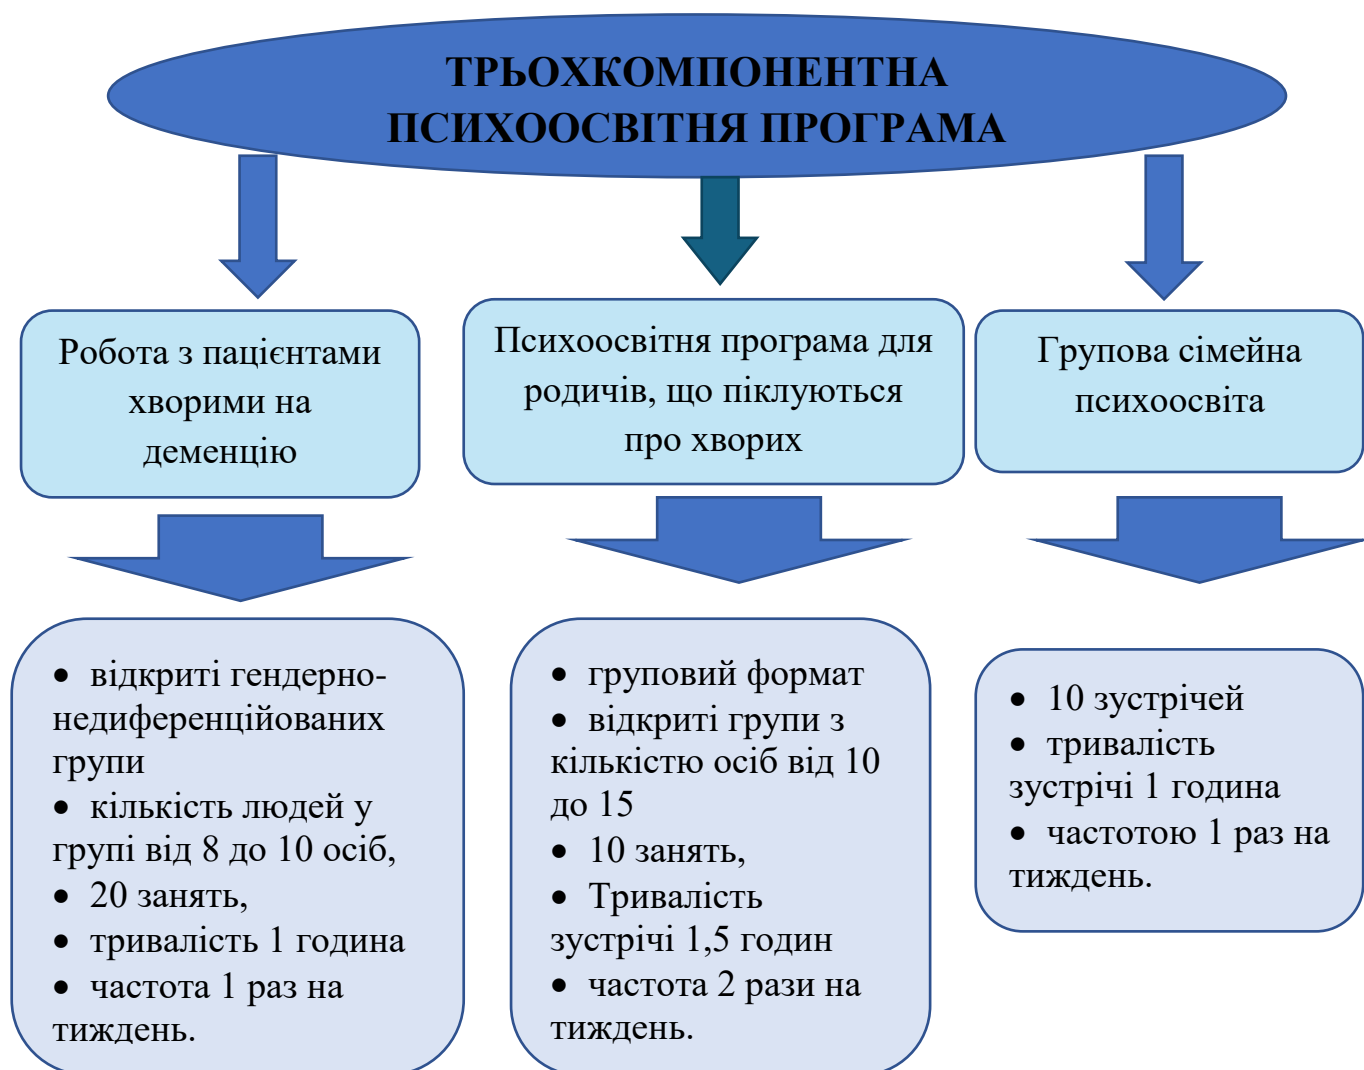 ТРЬОХКОМПОНЕНТНА
ПСИХООСВІТНЯ ПРОГРАМА
Робота з пацієнтами
хворими на
деменцію
Психоосвітня програма для
родичів, що піклуються
про хворих
Групова сімейна
психоосвіта
• відкриті гендерно-
недиференційованих
групи
• кількість людей у
групі від 8 до 10 осіб,
• 20 занять,
• тривалість 1 година
• частота 1 раз на
тиждень.
• груповий формат
• відкриті групи з
кількістю осіб від 10
до 15
• 10 занять,
• Тривалість
зустрічі 1,5 годин
• частота 2 рази на
тиждень.
• 10 зустрічей
• тривалість
зустрічі 1 година
• частотою 1 раз на
тиждень.